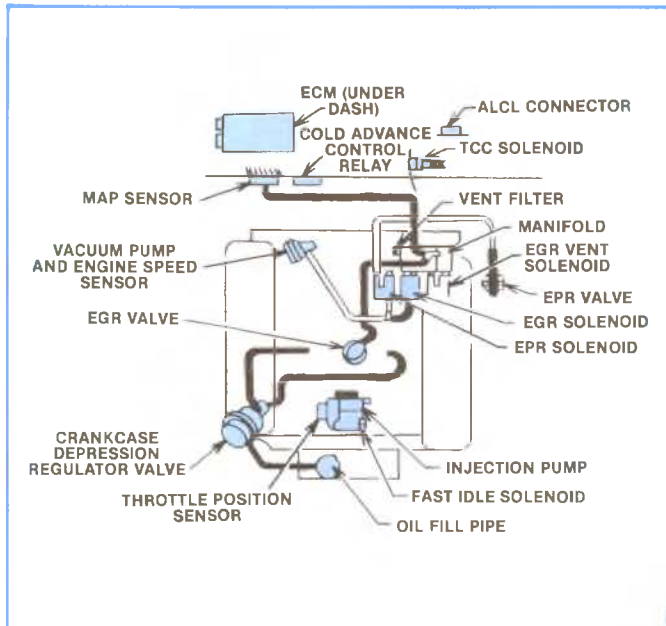 ECM (UNDER
DASH)
ALCL CONNECTOR
COLD ADVANCE
CONTROL
RELAY
TCC SOLENOID
MAP SENSOR
VENT FILTER
MANIFOLD
VACUUM PUMP
AND ENGINE SPEED
SENSOR
EGR VENT
SOLENOID
EPR VALVE
EGR VALVE
EGR SOLENOID
EPR SOLENOID
CRANKCASE
DEPRESSION
REGULATOR VALVE
INJECTION PUMP
THROTTLE POSITION
SENSOR
FAST IDLE SOLENOID
OIL FILL PIPE